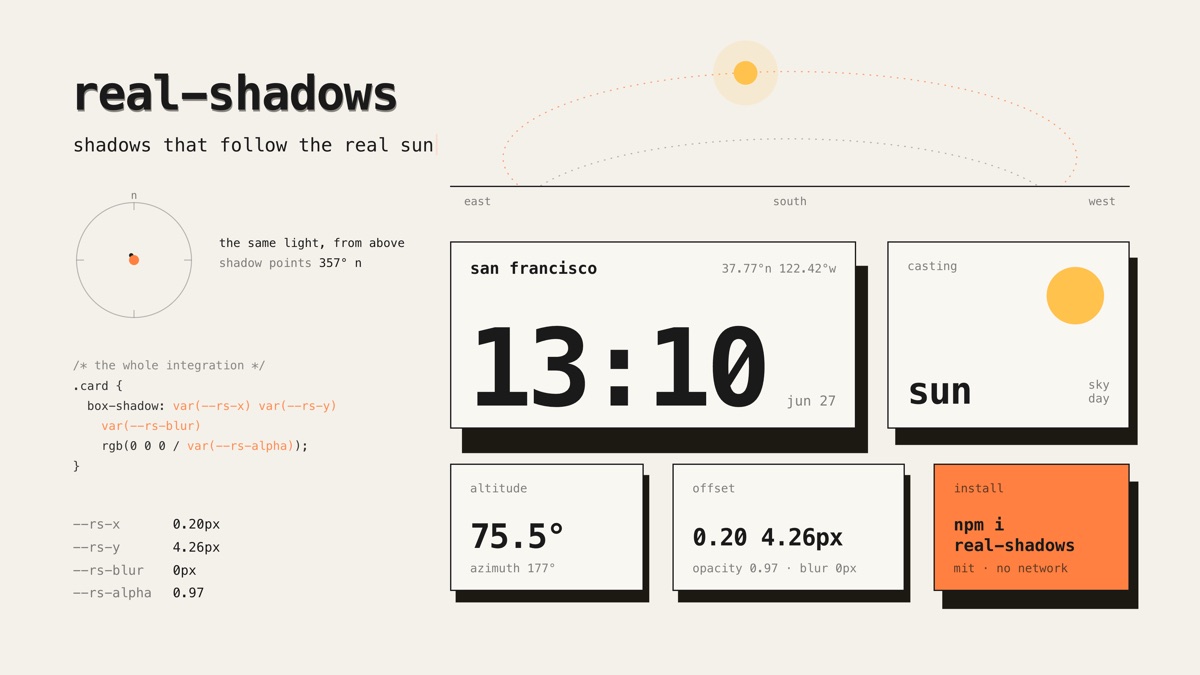 real-shadows
shadows that follow the real sun
n
the same light, from above
shadow points 357° n
/* the whole integration */
.card {
box-shadow: var(--rs-x) var(--rs-y)
var(--rs-blur)
rgb(0 0 0 / var(--rs-alpha));
}
--rs-x 0.20px
--rs-y 4.26px
--rs-blur 0px
--rs-alpha 0.97
east south west
san francisco 37.77°n 122.42°w
13:10 jun 27
casting
sun
sky
day
altitude
75.5°
azimuth 177°
offset
0.20 4.26px
opacity 0.97 · blur 0px
install
npm i
real-shadows
mit · no network